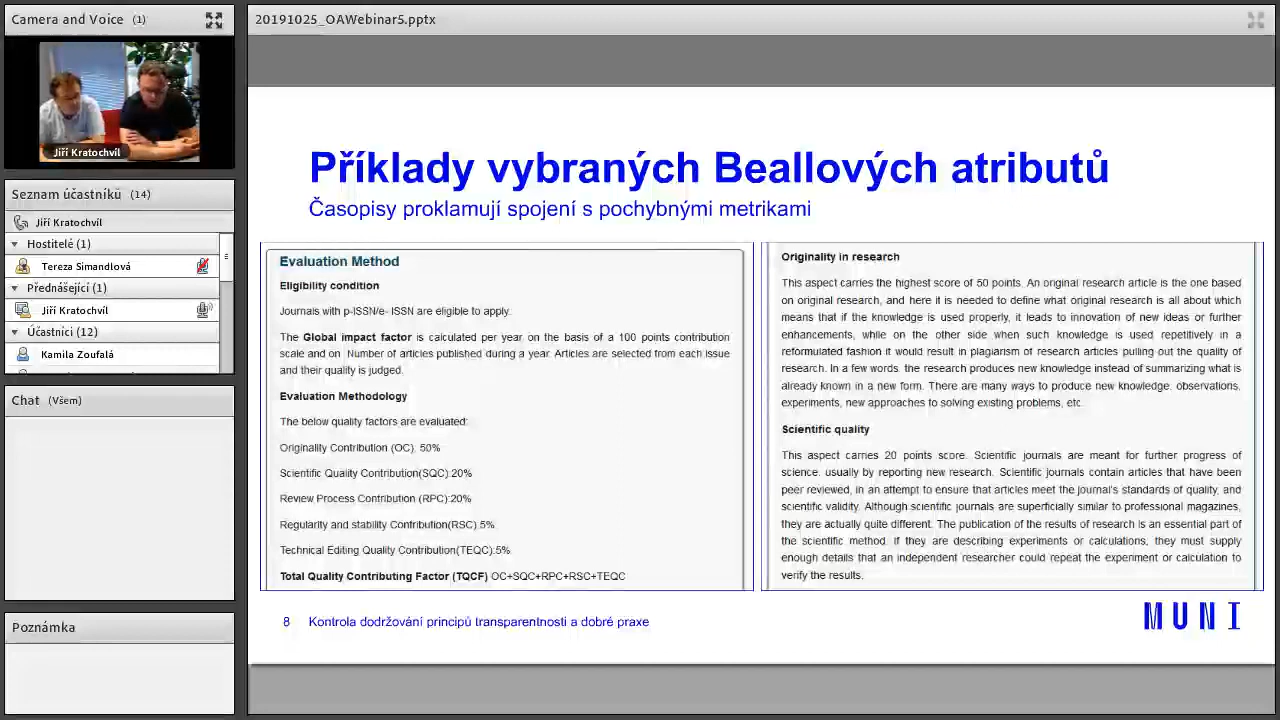 Camera and Voice (1)
Jiří Kratochvíl
Seznam účastníků (14)
Jiří Kratochvíl
Hostitelé (1)
Tereza Simandlová
Přednášející (1)
Jiří Kratochvíl
Účastníci (12)
Kamila Zoufalá
Chat (Všem)
Poznámka
20191025_OAWebinar5.pptx
Příklady vybraných Beallových atributů
Časopisy proklamují spojení s pochybnými metrikami
Evaluation Method
Eligibility condition
Journals with p-ISSN/e- ISSN are eligible to apply.
The Global impact factor is calculated per year on the basis of a 100 points contribution
scale and on Number of articles published during a year. Articles are selected from each issue
and their quality is judged.
Evaluation Methodology
The below quality factors are evaluated:
Originality Contribution (OC): 50%
Scientific Quality Contribution(SQC:20%
Review Process Contribution (RPC):20%
Regularity and stability Contribution(RSC):5%
Technical Editing Quality Contribution(TEQC):5%
Total Quality Contributing Factor (TQCF) OC+SQC+RPC+RSC+TEQC
Originality in research
This aspect carries the highest score of 50 points. An original research article is the one based
on original research, and here it is needed to define what original research is all about which
means that if the knowledge is used properly, it leads to innovation of new ideas or further
enhancements, while on the other side when such knowledge is used repetitively in a
reformulated fashion it would result in plagiarism of research articles pulling out the quality of
research. In a few words. the research produces new knowledge instead of summarizing what is
already known in a new form. There are many ways to produce new knowledge. observations,
experiments, new approaches to solving existing problems, etc.
Scientific quality
This aspect carries 20 points score. Scientific journals are meant for further progress of
science. usually by reporting new research. Scientific journals contain articles that have been
peer reviewed, in an attempt to ensure that articles meet the journal's standards of quality, and
scientific validity. Although scientific journals are superficially similar to professional magazines,
they are actually quite different. The publication of the results of research is an essential part of
the scientific method. If they are describing experiments or calculations, they must supply
enough details that an independent researcher could repeat the experiment or calculation to
verify the results.
8 Kontrola dodržování principů transparentnosti a dobré praxe
MUNI